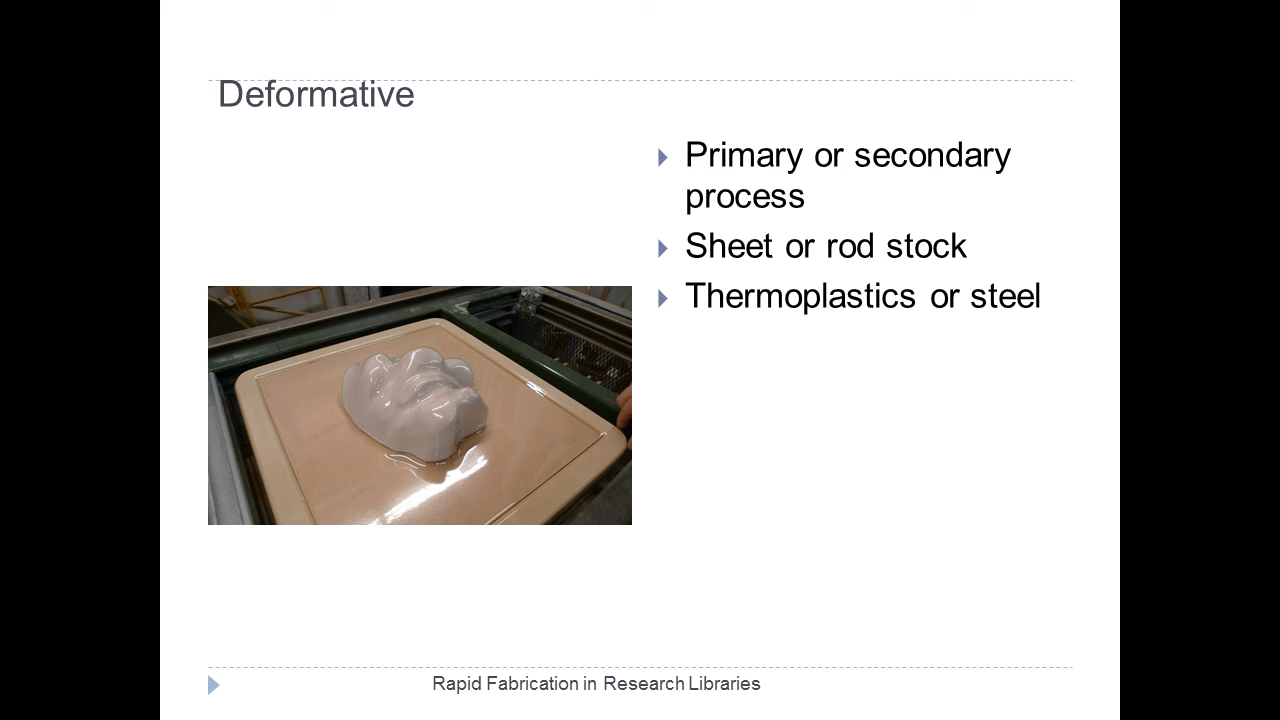 Deformative
Primary or secondary
process
Sheet or rod stock
Thermoplastics or steel
Rapid Fabrication in Research Libraries